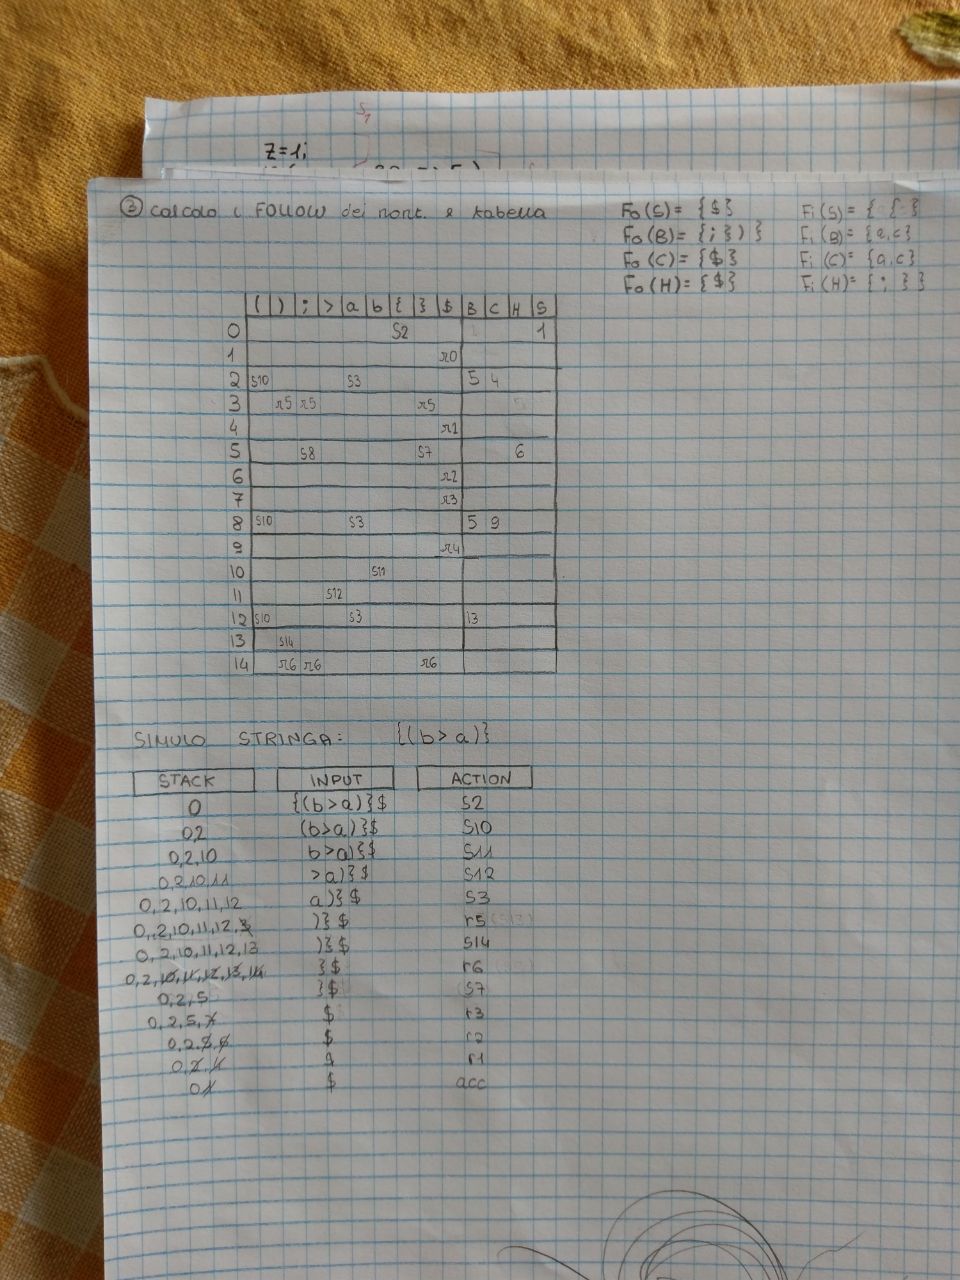 Z=1;
② CALCOLO I FOLLOW dei nont. e tabella
Fo(S)= {$} Fi(S)= { { }
Fo(B)= {; } ) } Fi(B)= {a,c}
Fo(C)= {$} Fi(C)= {a,c}
Fo(H)= {$} Fi(H)= {; } }
( ) ; > a b { } $ B C H S
0 S2 1
1 r0
2 S10 S3 5 4
3 r5 r5 r5
4 r1
5 S8 S7 6
6 r2
7 r3
8 S10 S3 5 9
9 r4
10 S11
11 S12
12 S10 S3 13
13 S14
14 r6 r6 r6
SIMULO STRINGA: {(b>a)}
STACK INPUT ACTION
0 {(b>a)}$ S2
0,2 (b>a)}$ S10
0,2,10 b>a)}$ S11
0,2,10,11 >a)}$ S12
0,2,10,11,12 a)}$ S3
0,2,10,11,12,3 )}$ r5
0,2,10,11,12,13 )}$ S14
0,2,10,11,12,13,14 }$ r6
0,2,5 }$ S7
0,2,5,7 $ r3
0,2,5,6 $ r2
0,2,4 $ r1
01 $ acc